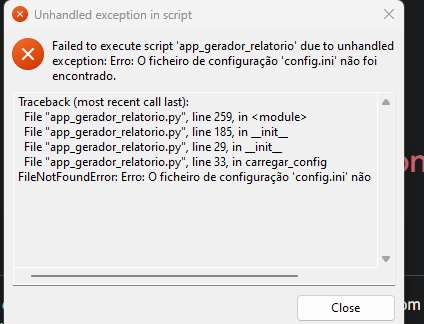 Unhandled exception in script
Failed to execute script 'app_gerador_relatorio' due to unhandled
exception: Erro: O ficheiro de configuração 'config.ini' não foi
encontrado.
Traceback (most recent call last):
File "app_gerador_relatorio.py", line 259, in <module>
File "app_gerador_relatorio.py", line 185, in __init__
File "app_gerador_relatorio.py", line 29, in __init__
File "app_gerador_relatorio.py", line 33, in carregar_config
FileNotFoundError: Erro: O ficheiro de configuração 'config.ini' não
Close
om